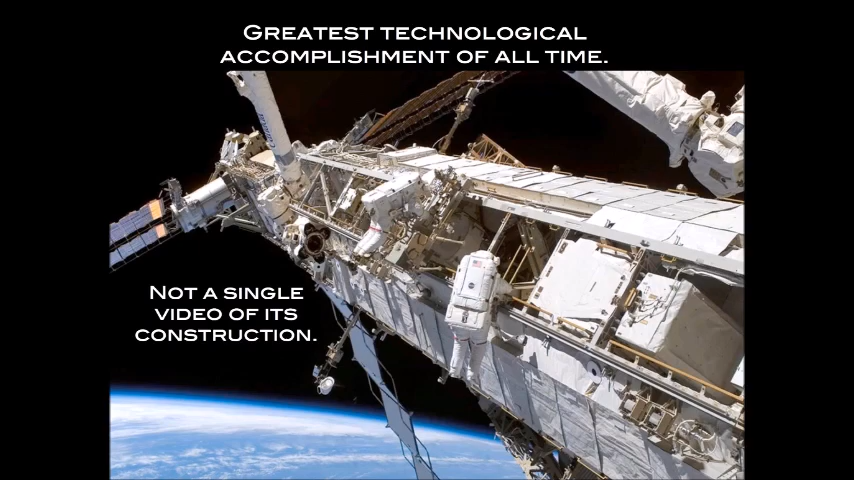 Greatest technological
accomplishment of all time.
Not a single
video of its
construction.